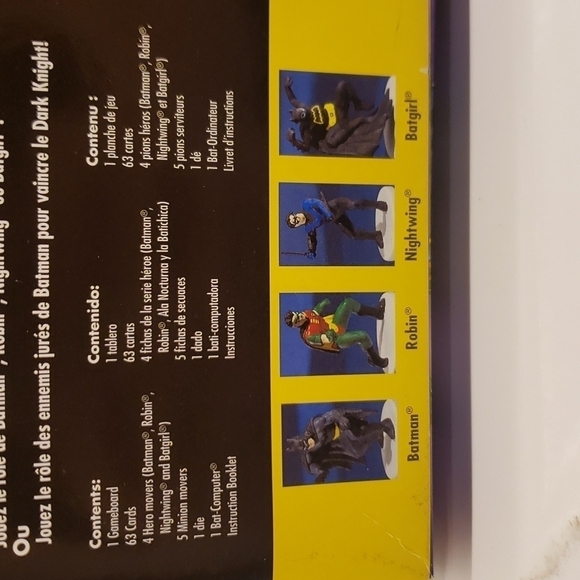 Jouez le rôle de Batman®, Robin®, Nightwing® ou Batgirl® !
Ou
Jouez le rôle des ennemis jurés de Batman pour vaincre le Dark Knight!
Contents:
1 Gameboard
63 Cards
4 Hero movers (Batman®, Robin®,
Nightwing® and Batgirl®)
5 Minion movers
1 die
1 Bat-Computer®
Instruction Booklet
Contenido:
1 tablero
63 cartas
4 fichas de la serie héroe (Batman®,
Robin®, Ala Nocturna y la Batichica)
5 fichas de secuaces
1 dado
1 bati-computadora
Instrucciones
Contenu :
1 planche de jeu
63 cartes
4 pions héros (Batman®, Robin®,
Nightwing® et Batgirl®)
5 pions serviteurs
1 dé
1 Bat-Ordinateur
Livret d'instructions
Batman®
Robin®
Nightwing®
Batgirl®